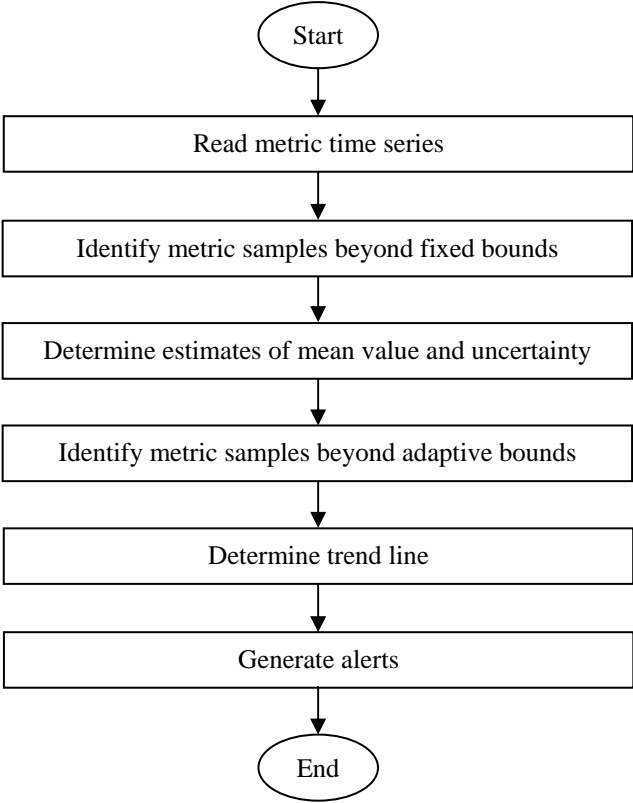 Start
Read metric time series
Identify metric samples beyond fixed bounds
Determine estimates of mean value and uncertainty
Identify metric samples beyond adaptive bounds
Determine trend line
Generate alerts
End